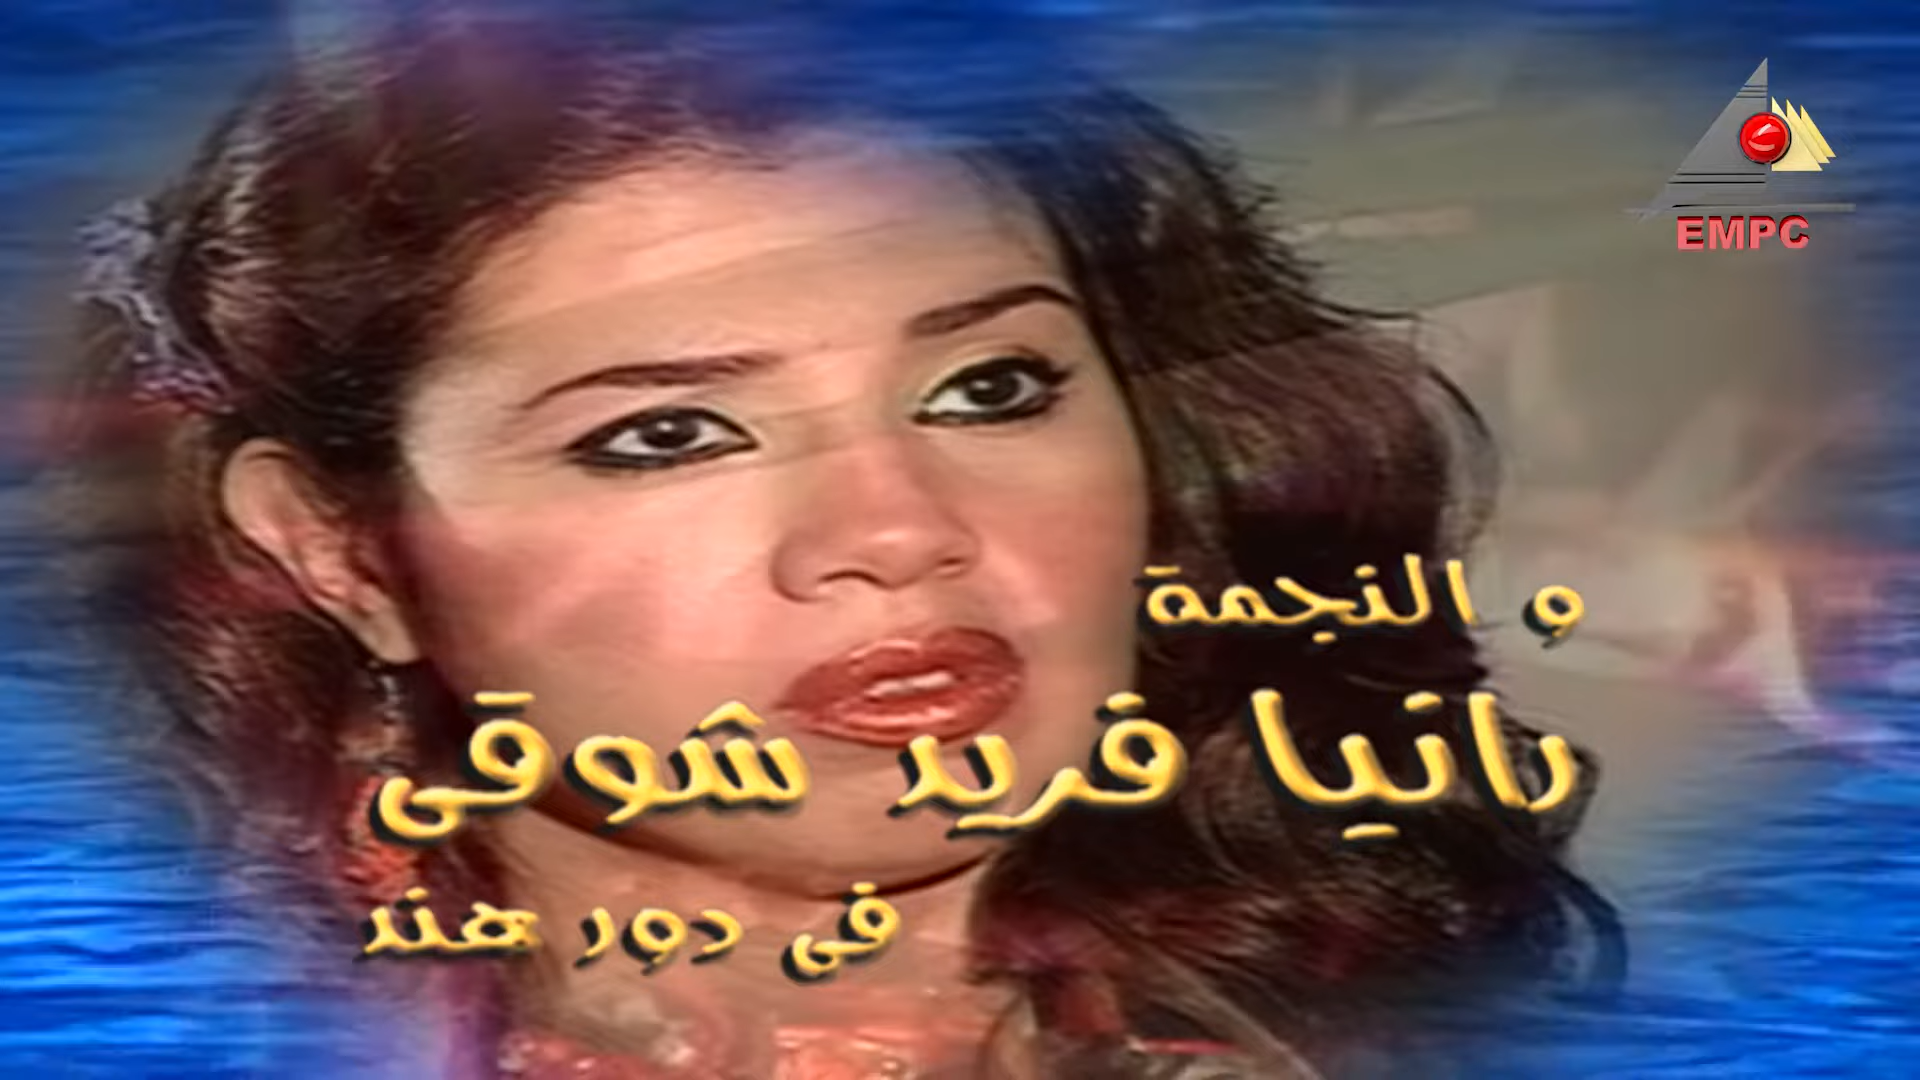 EMPC
و النجمة
رانيا فريد شوقى
فى دور هند